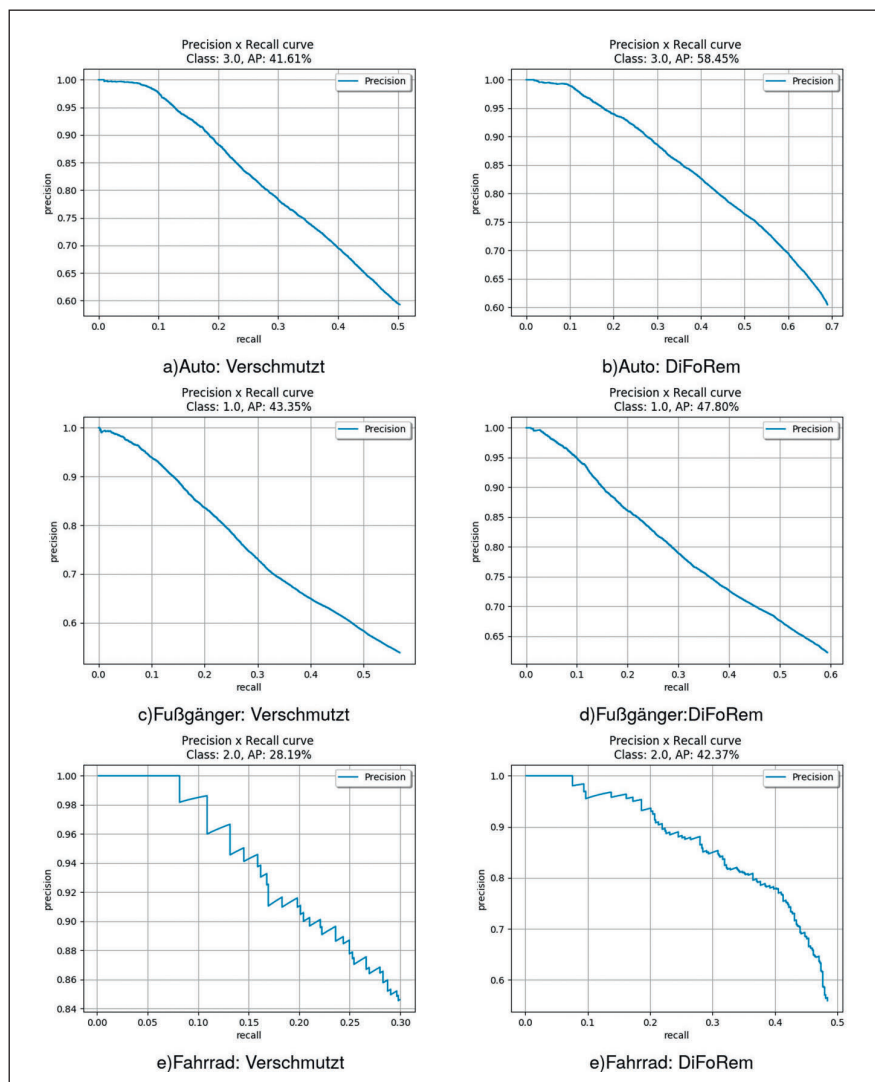 Precision x Recall curve
Class: 3.0, AP: 41.61%
Precision
1.00
0.95
0.90
0.85
0.80
0.75
0.70
0.65
0.60
precision
0.0 0.1 0.2 0.3 0.4 0.5
recall
a)Auto: Verschmutzt
Precision x Recall curve
Class: 3.0, AP: 58.45%
Precision
1.00
0.95
0.90
0.85
0.80
0.75
0.70
0.65
0.60
precision
0.0 0.1 0.2 0.3 0.4 0.5 0.6 0.7
recall
b)Auto: DiFoRem
Precision x Recall curve
Class: 1.0, AP: 43.35%
Precision
1.0
0.9
0.8
0.7
0.6
precision
0.0 0.1 0.2 0.3 0.4 0.5
recall
c)Fußgänger: Verschmutzt
Precision x Recall curve
Class: 1.0, AP: 47.80%
Precision
1.00
0.95
0.90
0.85
0.80
0.75
0.70
0.65
precision
0.0 0.1 0.2 0.3 0.4 0.5 0.6
recall
d)Fußgänger:DiFoRem
Precision x Recall curve
Class: 2.0, AP: 28.19%
Precision
1.00
0.98
0.96
0.94
0.92
0.90
0.88
0.86
0.84
precision
0.00 0.05 0.10 0.15 0.20 0.25 0.30
recall
e)Fahrrad: Verschmutzt
Precision x Recall curve
Class: 2.0, AP: 42.37%
Precision
1.0
0.9
0.8
0.7
0.6
precision
0.0 0.1 0.2 0.3 0.4 0.5
recall
e)Fahrrad: DiFoRem